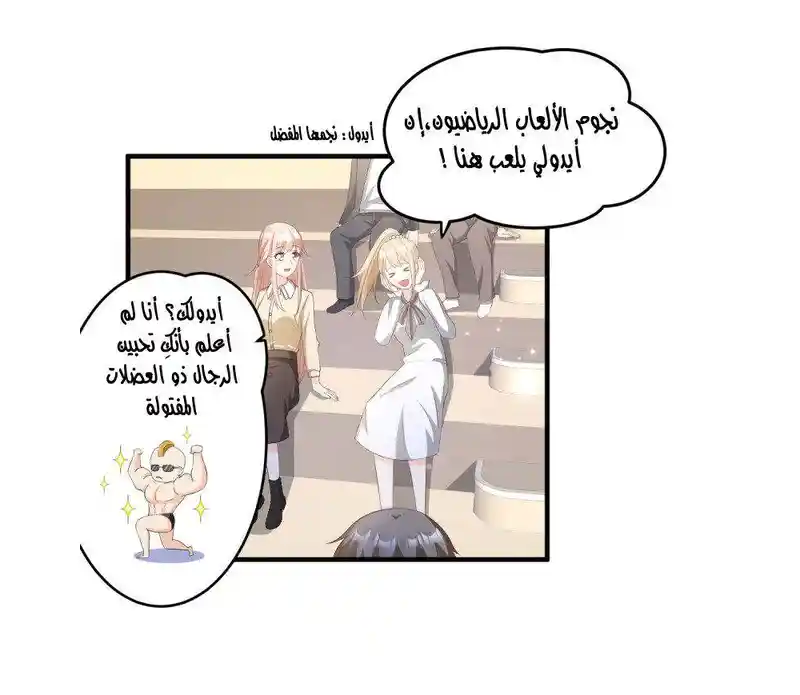 نجوم الألعاب الرياضيون،إن
أيدولي يلعب هنا !
أيدول : نجمها المفضل
أيدولكِ؟ أنا لم
أعلم بأنكِ تحبين
الرجال ذو العضلات
المفتولة